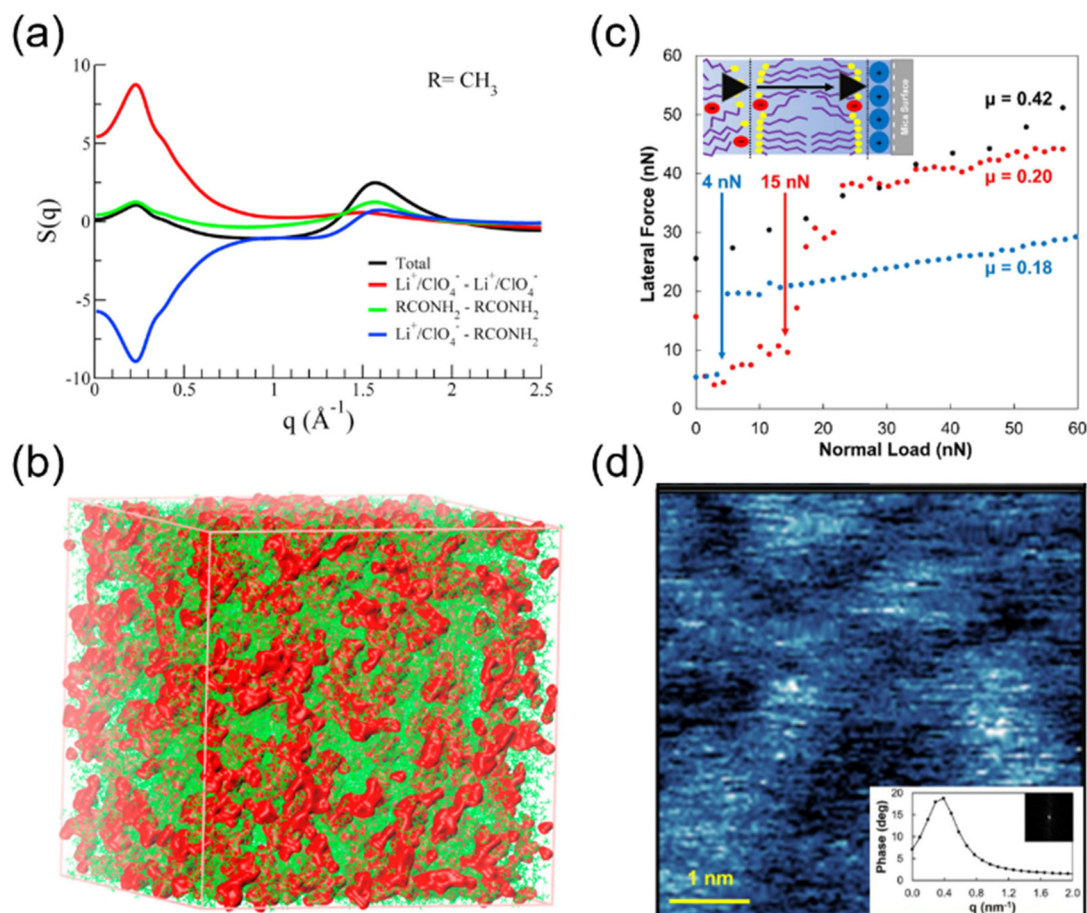 (a)
10
5
0
-5
-10
S(q)
R= CH₃
Total
Li⁺/ClO₄⁻ - Li⁺/ClO₄⁻
RCONH₂ - RCONH₂
Li⁺/ClO₄⁻ - RCONH₂
0 0.5 1 1.5 2 2.5
q (Å⁻¹)
(b)
(c)
60
50
40
30
20
10
0
Lateral Force (nN)
Mica Surface
4 nN
15 nN
μ = 0.42
μ = 0.20
μ = 0.18
0 10 20 30 40 50 60
Normal Load (nN)
(d)
1 nm
20
15
10
5
0
Phase (deg)
0.0 0.4 0.8 1.2 1.6 2.0
q (nm⁻¹)